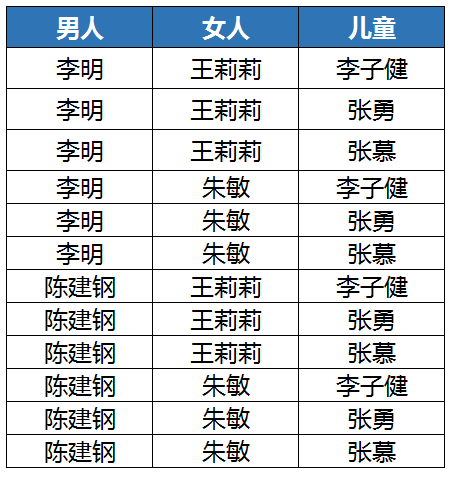 男人 女人 儿童
李明 王莉莉 李子健
李明 王莉莉 张勇
李明 王莉莉 张慕
李明 朱敏 李子健
李明 朱敏 张勇
李明 朱敏 张慕
陈建钢 王莉莉 李子健
陈建钢 王莉莉 张勇
陈建钢 王莉莉 张慕
陈建钢 朱敏 李子健
陈建钢 朱敏 张勇
陈建钢 朱敏 张慕